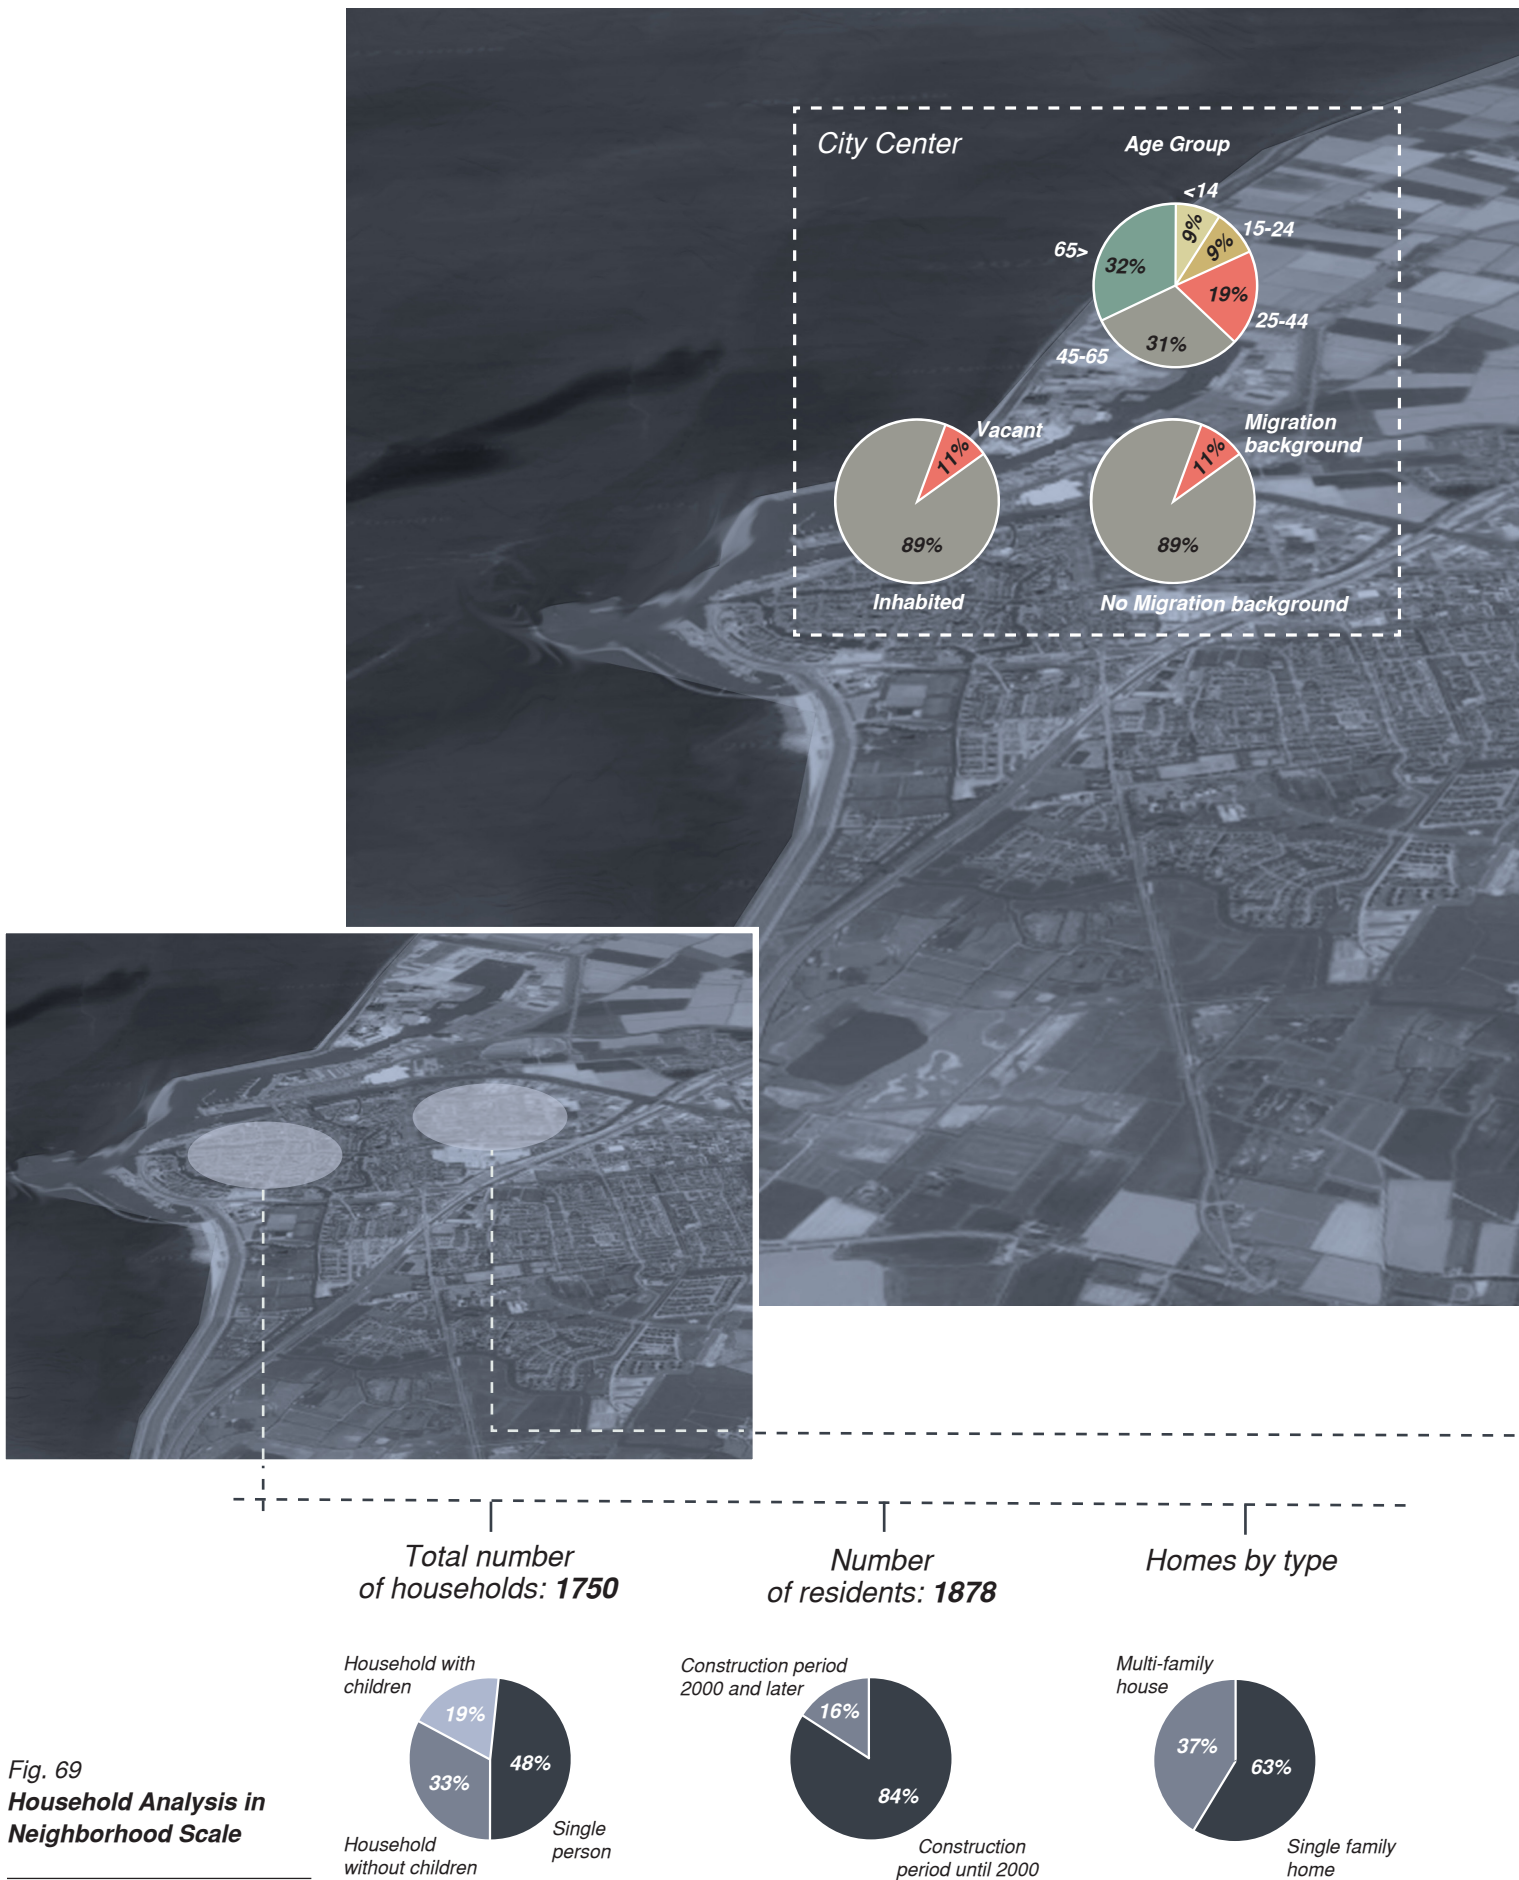 City Center
Age Group
<14
15-24
65>
9%
9%
32%
19%
25-44
31%
45-65
Vacant
11%
89%
Inhabited
Migration
background
11%
89%
No Migration background
Total number
of households: 1750
Number
of residents: 1878
Homes by type
Household with
children
19%
48%
33%
Single
person
Household
without children
Construction period
2000 and later
16%
84%
Construction
period until 2000
Multi-family
house
37%
63%
Single family
home
Fig. 69
Household Analysis in
Neighborhood Scale